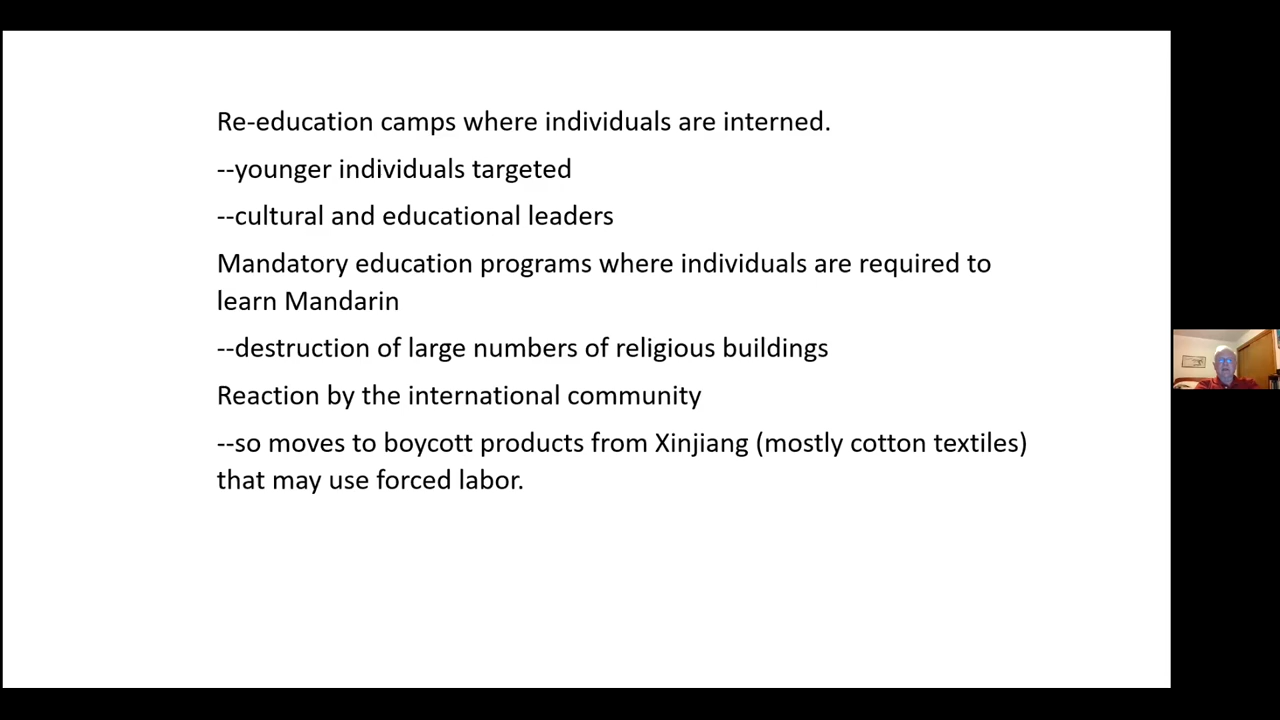 Re-education camps where individuals are interned.
--younger individuals targeted
--cultural and educational leaders
Mandatory education programs where individuals are required to
learn Mandarin
--destruction of large numbers of religious buildings
Reaction by the international community
--so moves to boycott products from Xinjiang (mostly cotton textiles)
that may use forced labor.